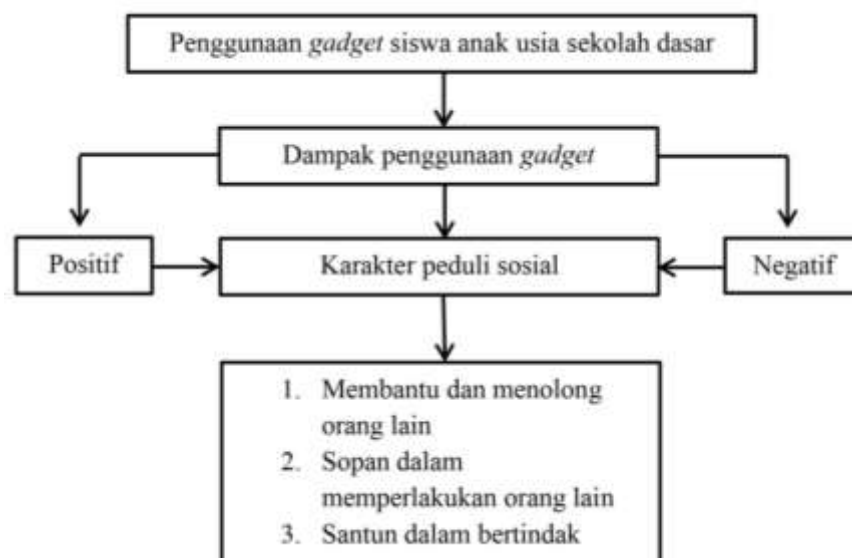 Penggunaan gadget siswa anak usia sekolah dasar
Dampak penggunaan gadget
Positif
Karakter peduli sosial
Negatif
1. Membantu dan menolong
orang lain
2. Sopan dalam
memperlakukan orang lain
3. Santun dalam bertindak